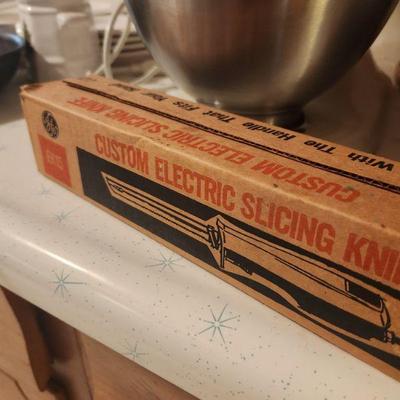 With The Handle That Fits Your Hand
CUSTOM ELECTRIC SLICING KNIFE
GE
CUSTOM ELECTRIC SLICING KNI